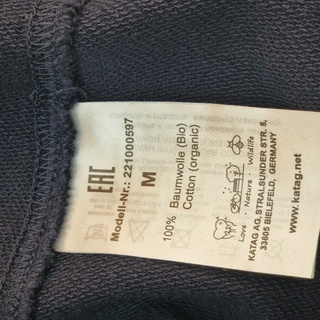 EAC
Modell-Nr.: 221000597
M
100% Baumwolle (Bio)
Cotton (organic)
Love · Nature · Wildlife
KATAG AG, STRALSUNDER STR. 5,
33605 BIELEFELD, GERMANY
www.katag.net